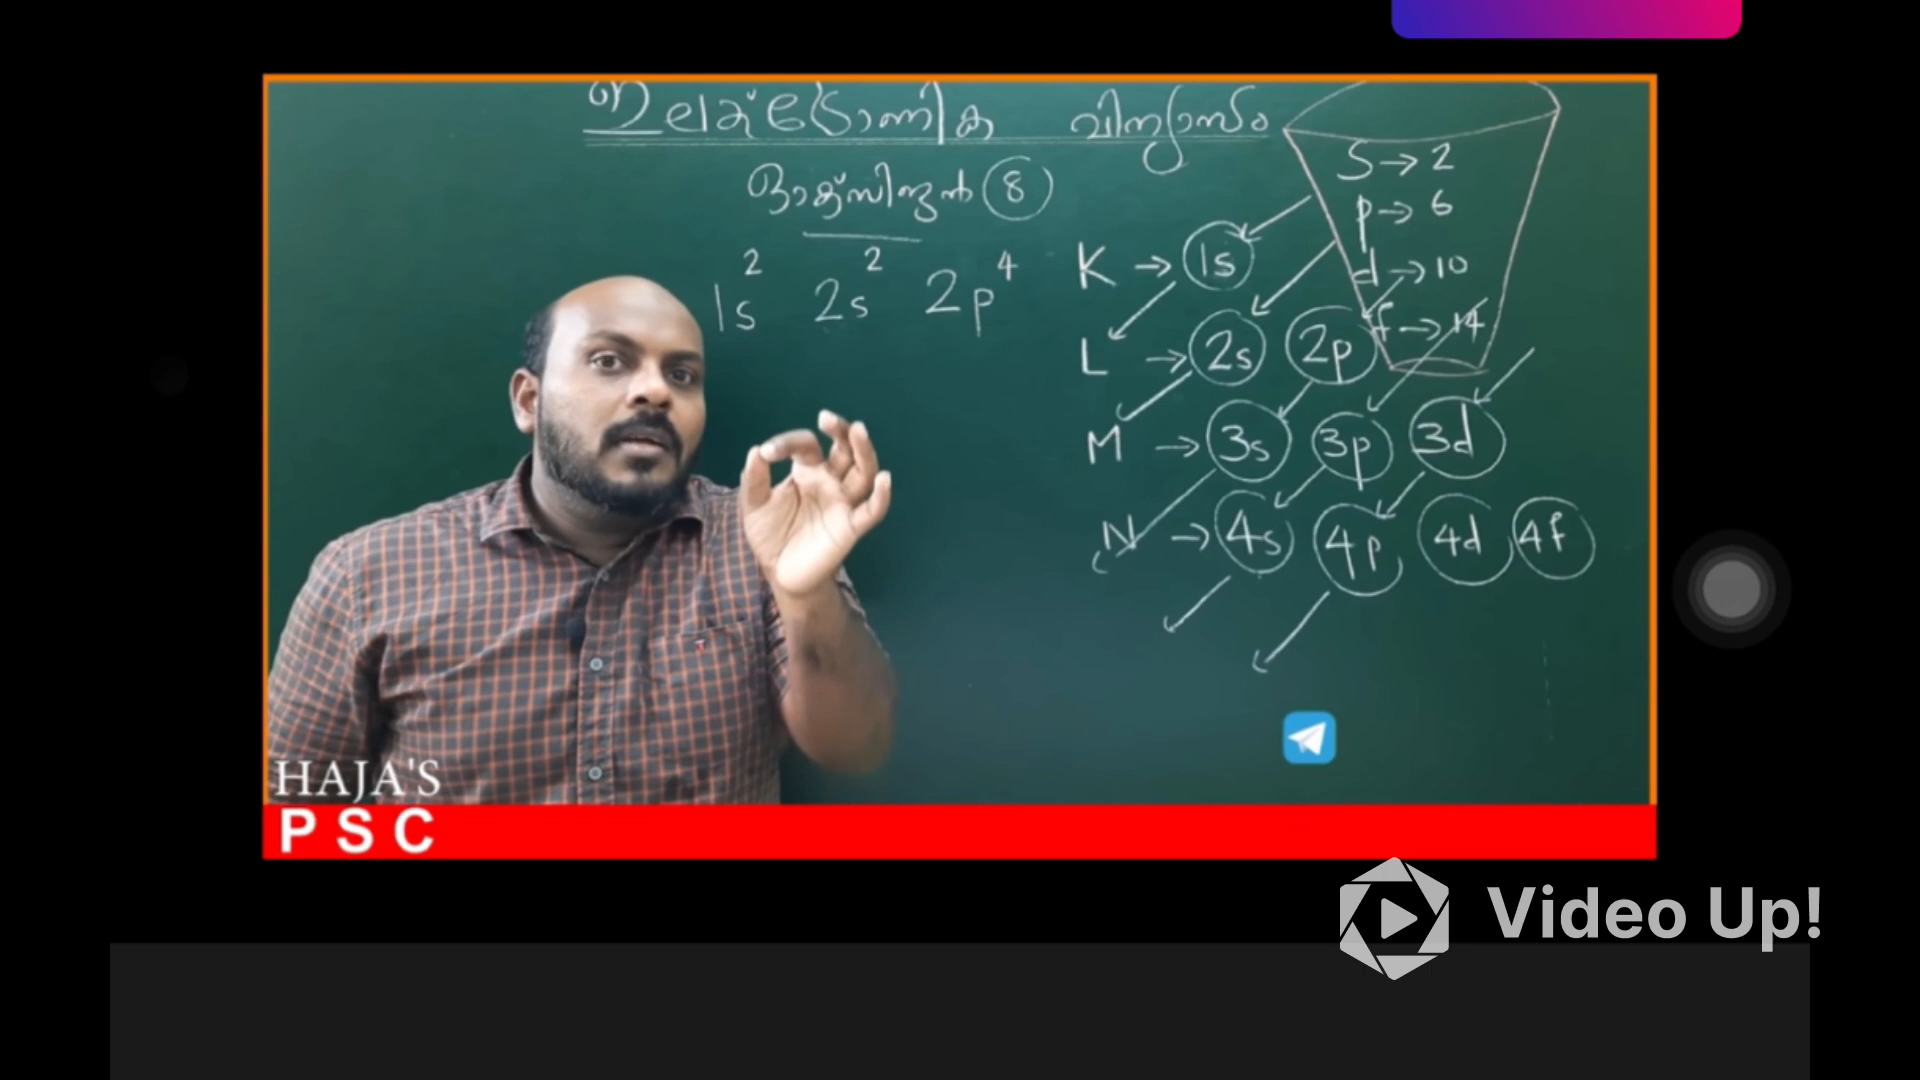 ഇലക്ട്രോണിക വിന്യാസം
ഓക്സിജൻ 8
1s² 2s² 2p⁴
S → 2
p → 6
d → 10
f → 14
K → 1s
L → 2s 2p
M → 3s 3p 3d
N → 4s 4p 4d 4f
HAJA'S
PSC
Video Up!